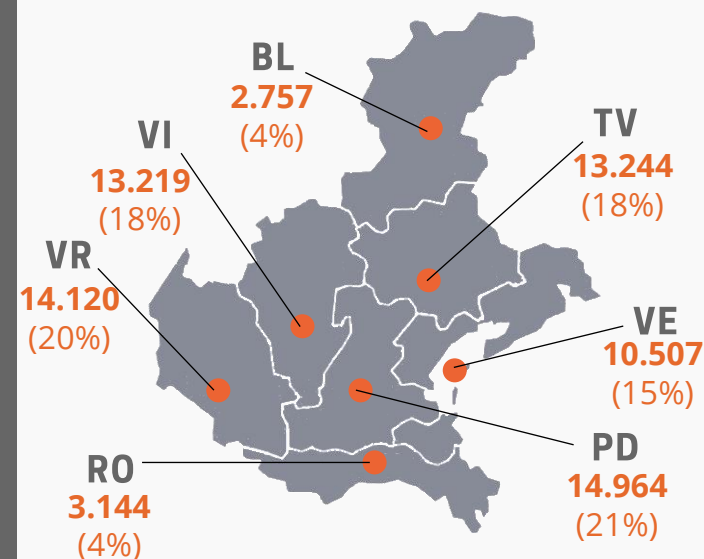 BL
2.757
(4%)
VI
13.219
(18%)
TV
13.244
(18%)
VR
14.120
(20%)
VE
10.507
(15%)
PD
14.964
(21%)
RO
3.144
(4%)